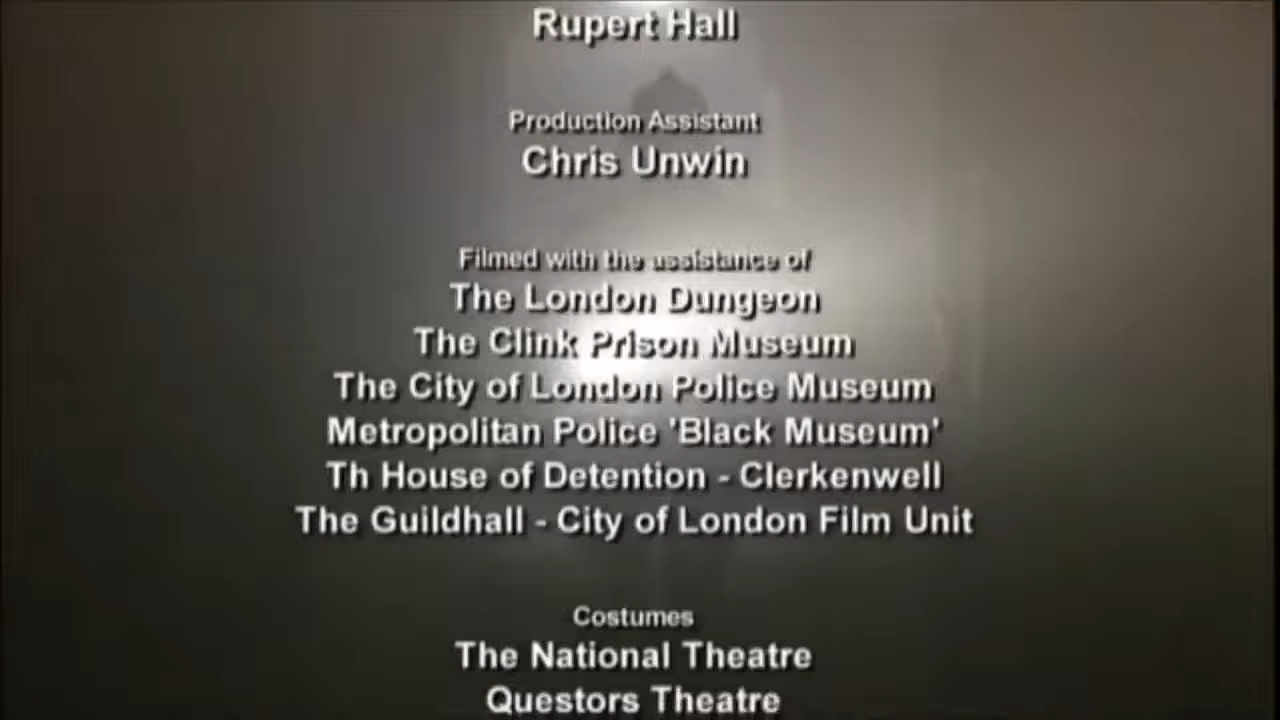 Rupert Hall
Production Assistant
Chris Unwin
Filmed with the assistance of
The London Dungeon
The Clink Prison Museum
The City of London Police Museum
Metropolitan Police 'Black Museum'
Th House of Detention - Clerkenwell
The Guildhall - City of London Film Unit
Costumes
The National Theatre
Questors Theatre